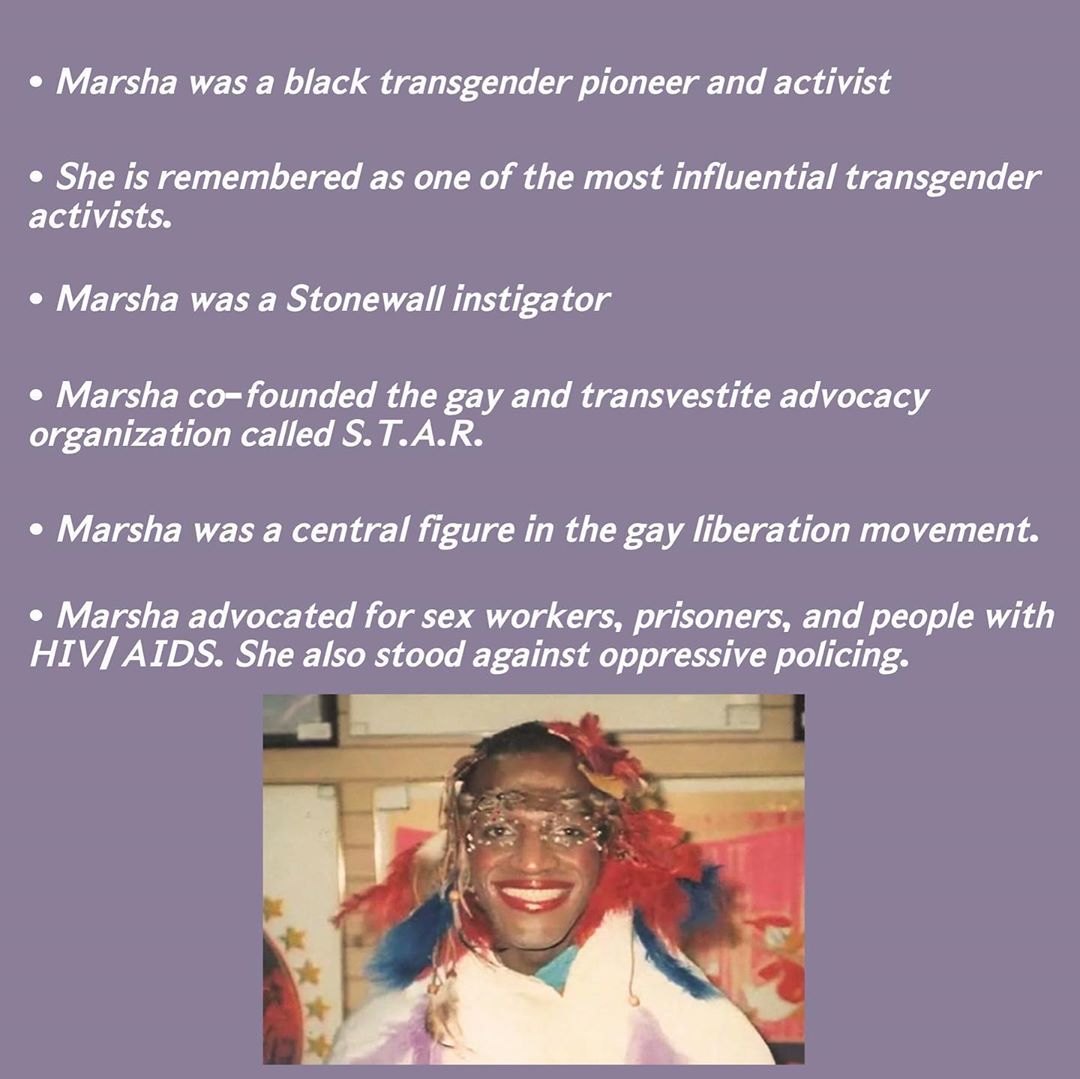 • Marsha was a black transgender pioneer and activist
• She is remembered as one of the most influential transgender
activists.
• Marsha was a Stonewall instigator
• Marsha co-founded the gay and transvestite advocacy
organization called S.T.A.R.
• Marsha was a central figure in the gay liberation movement.
• Marsha advocated for sex workers, prisoners, and people with
HIV/AIDS. She also stood against oppressive policing.